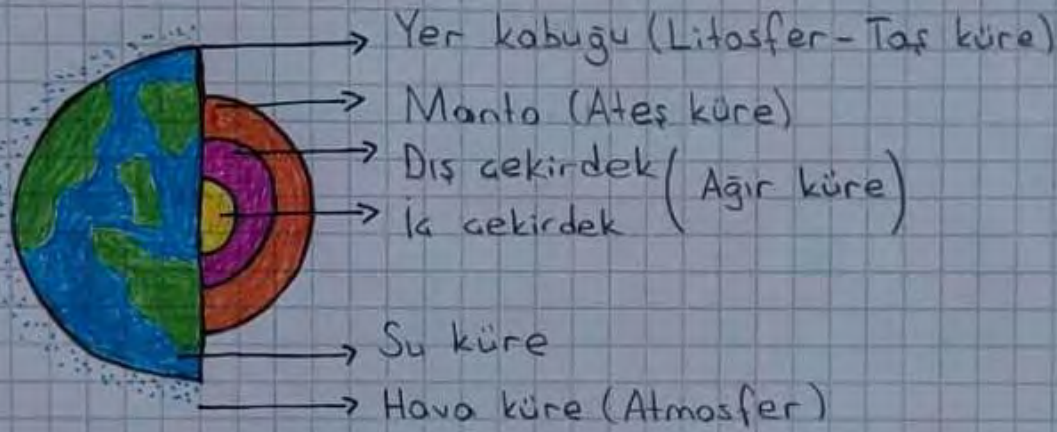 Yer kabuğu (Litosfer - Taş küre)
Manto (Ateş küre)
Dış çekirdek (Ağır küre)
İç çekirdek
Su küre
Hava küre (Atmosfer)